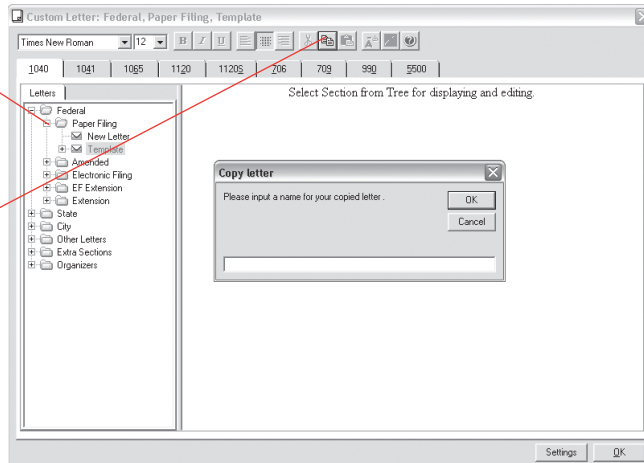 Custom Letter: Federal, Paper Filing, Template
Times New Roman 12 B I U
1040 1041 1065 1120 1120S 706 709 990 5500
Letters
Select Section from Tree for displaying and editing.
Federal
Paper Filing
New Letter
Template
Amended
Electronic Filing
EF Extension
Extension
State
City
Other Letters
Extra Sections
Organizers
Copy letter
Please input a name for your copied letter .
OK
Cancel
Settings OK